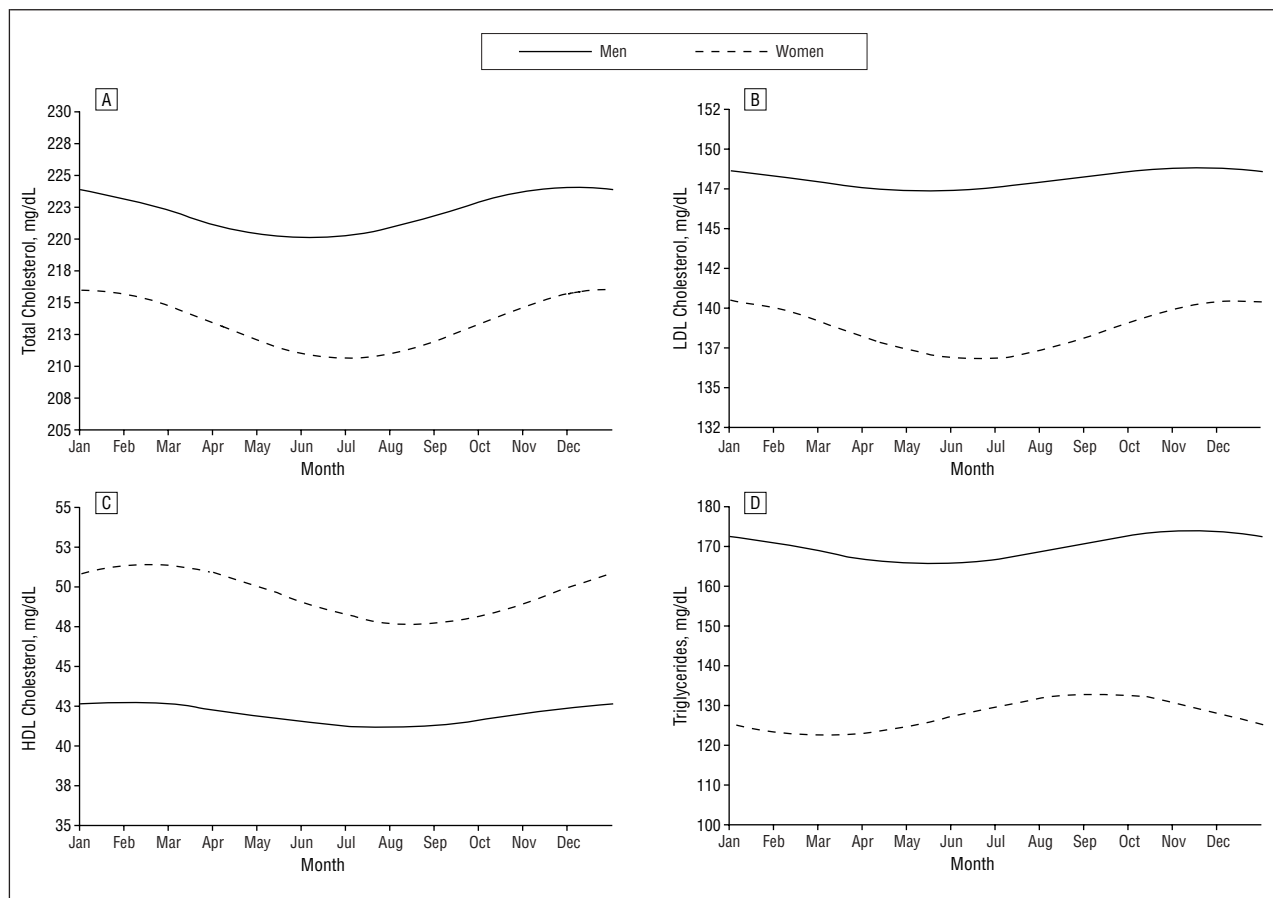 Men Women
A
Total Cholesterol, mg/dL
230
228
225
223
220
218
215
213
210
208
205
Jan Feb Mar Apr May Jun Jul Aug Sep Oct Nov Dec
Month
B
LDL Cholesterol, mg/dL
152
150
147
145
142
140
137
135
132
Jan Feb Mar Apr May Jun Jul Aug Sep Oct Nov Dec
Month
C
HDL Cholesterol, mg/dL
55
53
50
48
45
43
40
38
35
Jan Feb Mar Apr May Jun Jul Aug Sep Oct Nov Dec
Month
D
Triglycerides, mg/dL
180
170
160
150
130
120
120
110
100
Jan Feb Mar Apr May Jun Jul Aug Sep Oct Nov Dec
Month